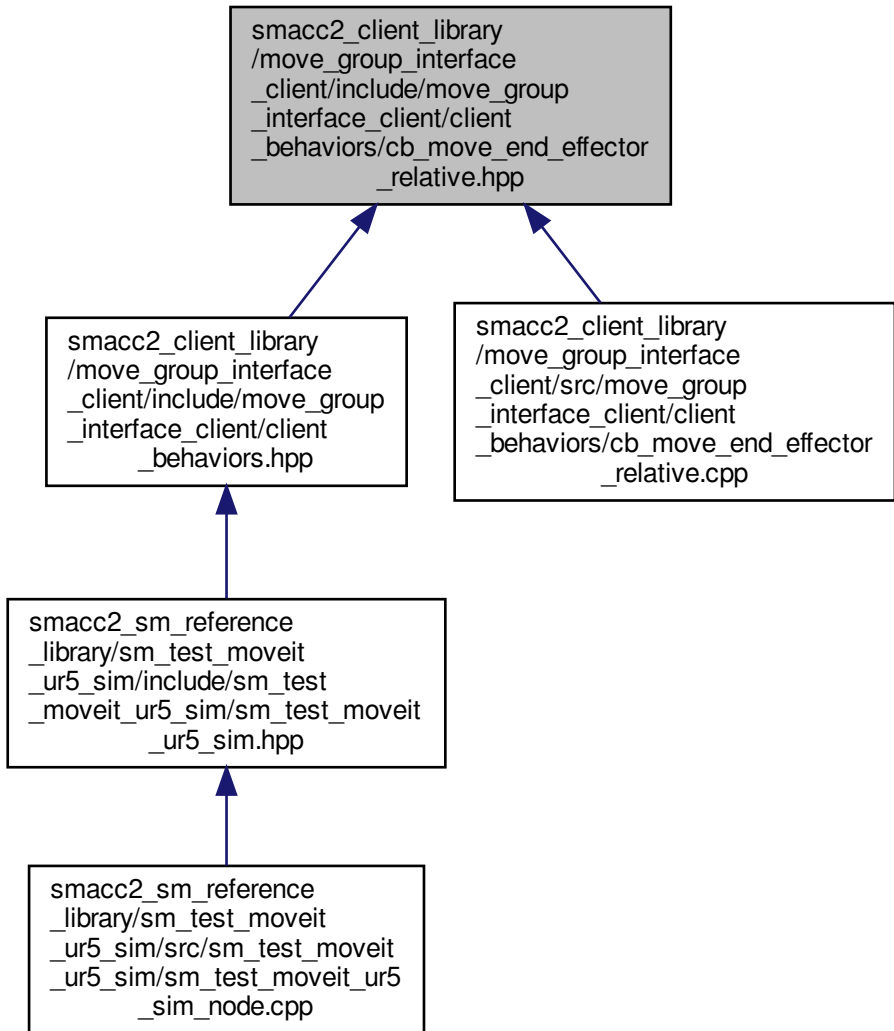 smacc2_client_library
/move_group_interface
_client/include/move_group
_interface_client/client
_behaviors/cb_move_end_effector
_relative.hpp
smacc2_client_library
/move_group_interface
_client/include/move_group
_interface_client/client
_behaviors.hpp
smacc2_client_library
/move_group_interface
_client/src/move_group
_interface_client/client
_behaviors/cb_move_end_effector
_relative.cpp
smacc2_sm_reference
_library/sm_test_moveit
_ur5_sim/include/sm_test
_moveit_ur5_sim/sm_test_moveit
_ur5_sim.hpp
smacc2_sm_reference
_library/sm_test_moveit
_ur5_sim/src/sm_test_moveit
_ur5_sim/sm_test_moveit_ur5
_sim_node.cpp